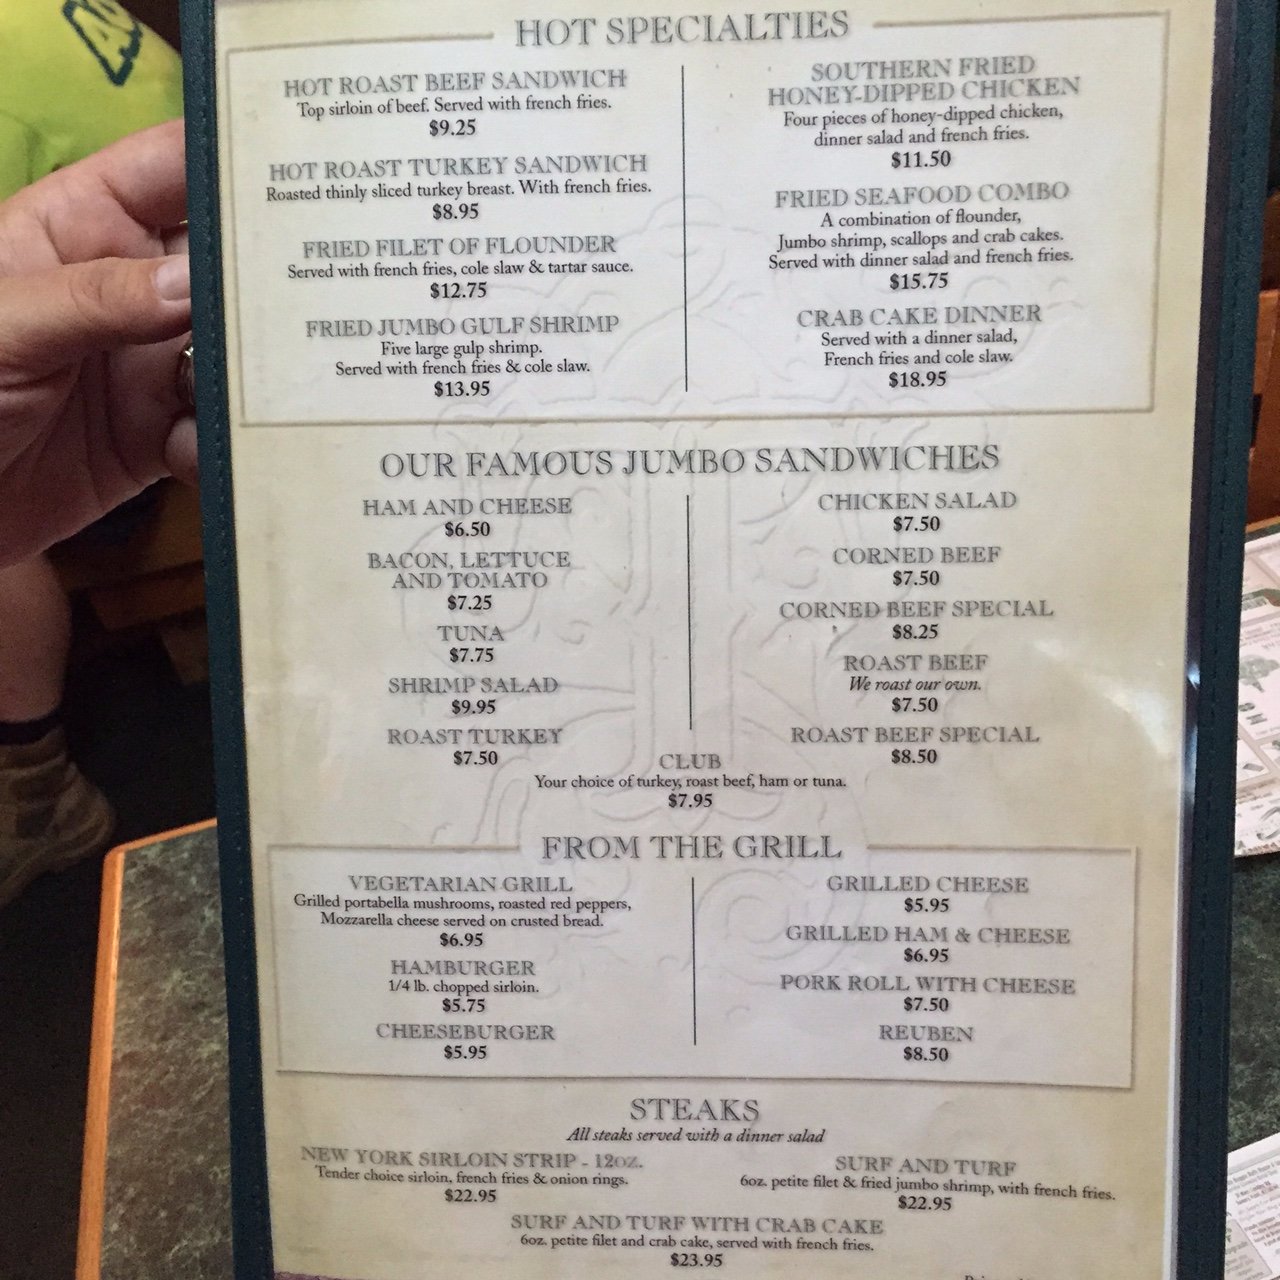 HOT SPECIALTIES
HOT ROAST BEEF SANDWICH
Top sirloin of beef. Served with french fries.
$9.25
HOT ROAST TURKEY SANDWICH
Roasted thinly sliced turkey breast. With french fries.
$8.95
FRIED FILET OF FLOUNDER
Served with french fries, cole slaw & tartar sauce.
$12.75
FRIED JUMBO GULF SHRIMP
Five large gulp shrimp.
Served with french fries & cole slaw.
$13.95
SOUTHERN FRIED
HONEY-DIPPED CHICKEN
Four pieces of honey-dipped chicken,
dinner salad and french fries.
$11.50
FRIED SEAFOOD COMBO
A combination of flounder,
Jumbo shrimp, scallops and crab cakes.
Served with dinner salad and french fries.
$15.75
CRAB CAKE DINNER
Served with a dinner salad,
French fries and cole slaw.
$18.95
OUR FAMOUS JUMBO SANDWICHES
HAM AND CHEESE
$6.50
BACON, LETTUCE
AND TOMATO
$7.25
TUNA
$7.75
SHRIMP SALAD
$9.95
ROAST TURKEY
$7.50
CHICKEN SALAD
$7.50
CORNED BEEF
$7.50
CORNED BEEF SPECIAL
$8.25
ROAST BEEF
We roast our own.
$7.50
ROAST BEEF SPECIAL
$8.50
CLUB
Your choice of turkey, roast beef, ham or tuna.
$7.95
FROM THE GRILL
VEGETARIAN GRILL
Grilled portabella mushrooms, roasted red peppers,
Mozzarella cheese served on crusted bread.
$6.95
HAMBURGER
1/4 lb. chopped sirloin.
$5.75
CHEESEBURGER
$5.95
GRILLED CHEESE
$5.95
GRILLED HAM & CHEESE
$6.95
PORK ROLL WITH CHEESE
$7.50
REUBEN
$8.50
STEAKS
All steaks served with a dinner salad
NEW YORK SIRLOIN STRIP - 12OZ.
Tender choice sirloin, french fries & onion rings.
$22.95
SURF AND TURF
6oz. petite filet & fried jumbo shrimp, with french fries.
$22.95
SURF AND TURF WITH CRAB CAKE
6oz. petite filet and crab cake, served with french fries.
$23.95